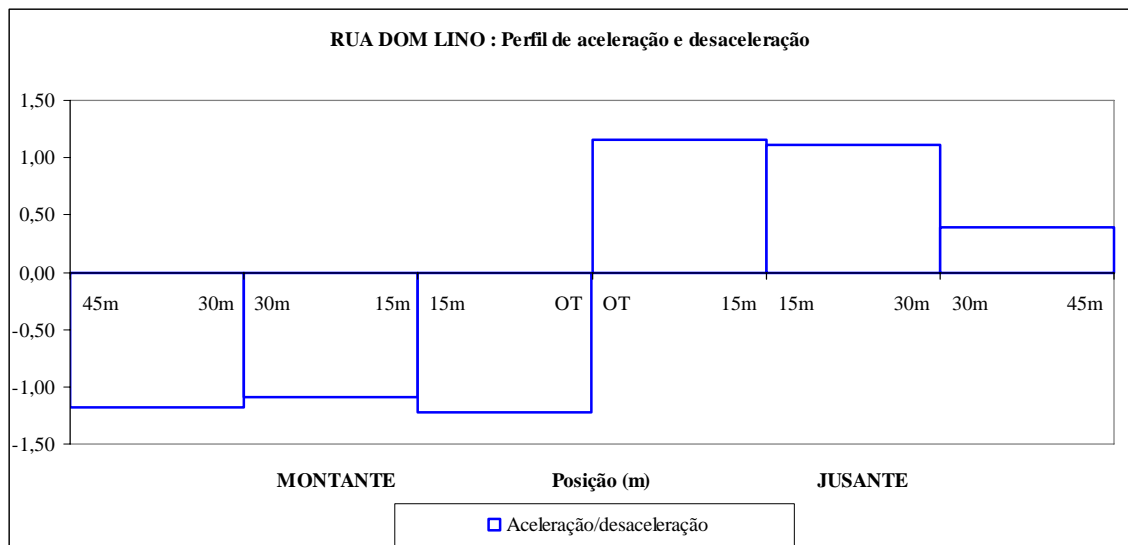 RUA DOM LINO : Perfil de aceleração e desaceleração
1,50
1,00
0,50
0,00
-0,50
-1,00
-1,50
45m 30m 30m 15m 15m OT OT 15m 15m 30m 30m 45m
MONTANTE Posição (m) JUSANTE
Aceleração/desaceleração